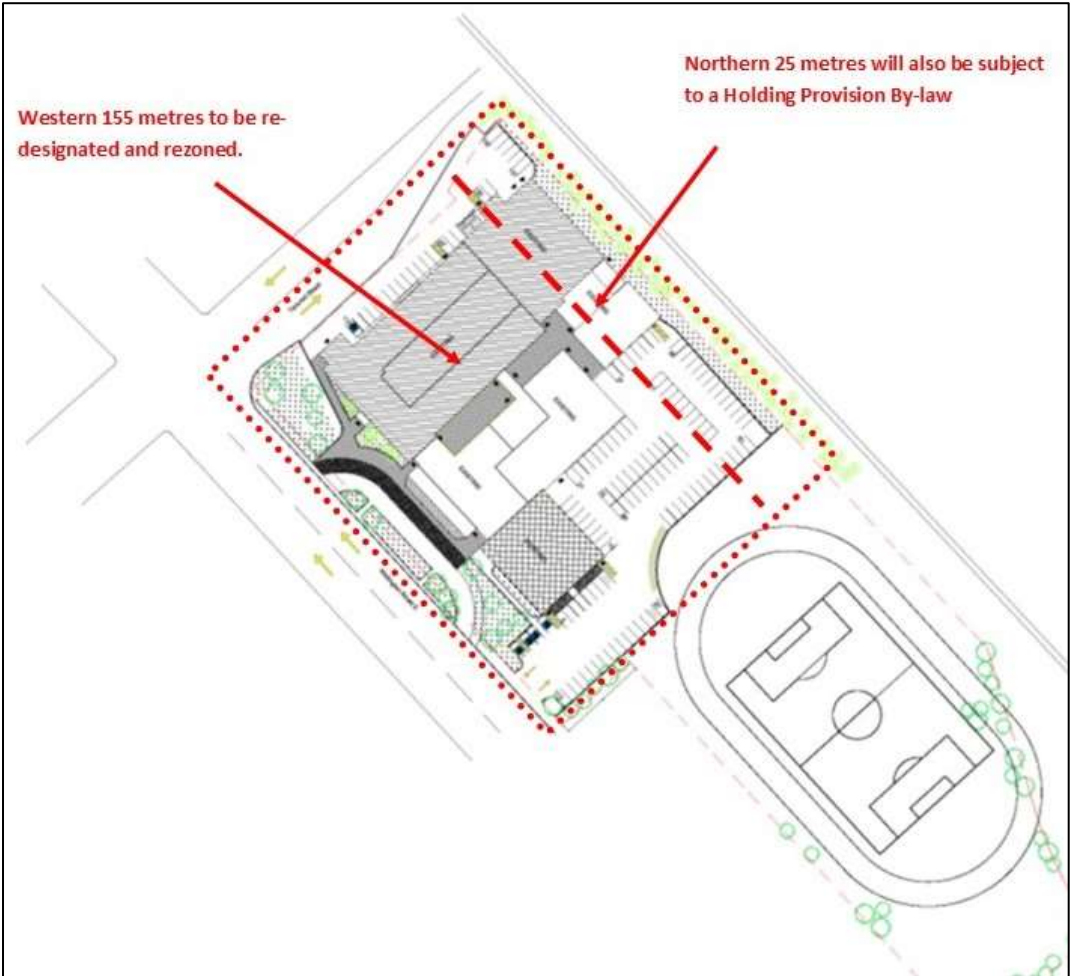 Northern 25 metres will also be subject
to a Holding Provision By-law
Western 155 metres to be re-
designated and rezoned.